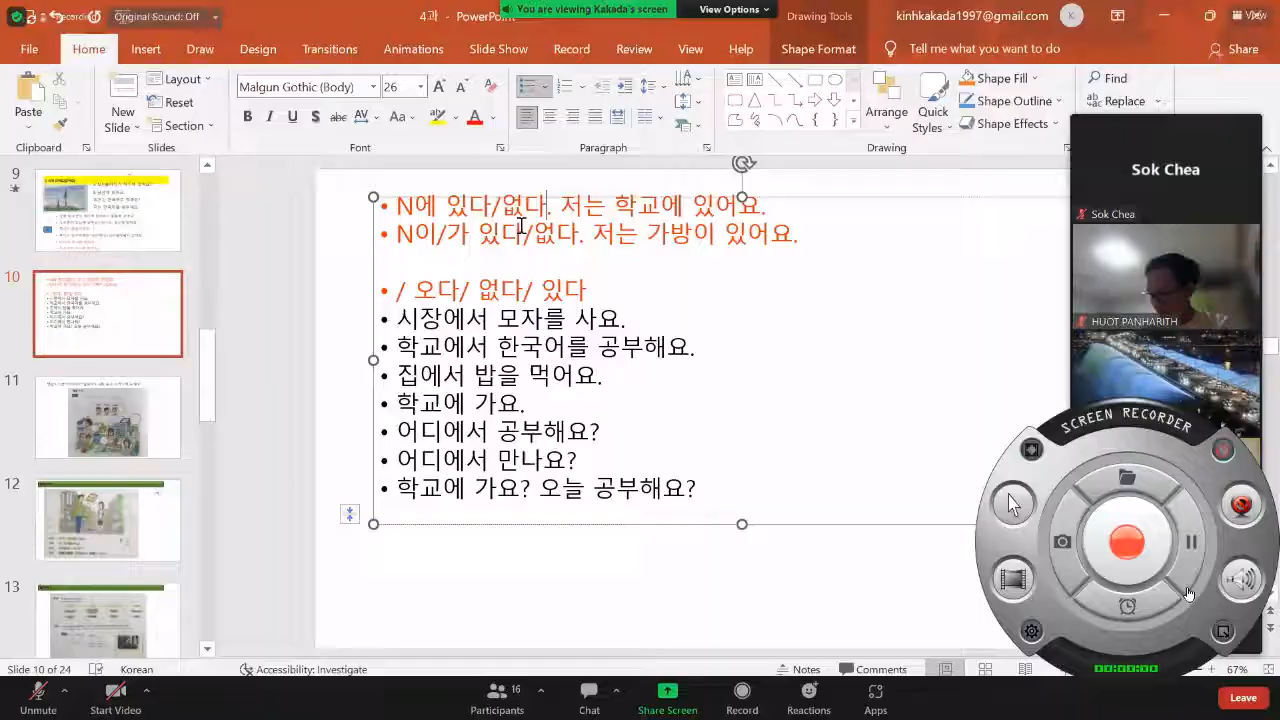 Original Sound: Off
4과 - PowerPoint
You are viewing Kakada's screen
View Options
Drawing Tools
kinhkakada1997@gmail.com
K
View
File Home Insert Draw Design Transitions Animations Slide Show Record Review View Help Shape Format Tell me what you want to do Share
Paste
Clipboard
New Slide
Layout
Reset
Section
Slides
Malgun Gothic (Body) 26
B I U S abc AV Aa A
Font
Paragraph
Arrange
Quick Styles
Shape Fill
Shape Outline
Shape Effects
Drawing
Find
Replace
9
10
11
12
13
• N에 있다/없다. 저는 학교에 있어요.
• N이/가 있다/없다. 저는 가방이 있어요.
• / 오다/ 없다/ 있다
• 시장에서 모자를 사요.
• 학교에서 한국어를 공부해요.
• 집에서 밥을 먹어요.
• 학교에 가요.
• 어디에서 공부해요?
• 어디에서 만나요?
• 학교에 가요? 오늘 공부해요?
Sok Chea
Sok Chea
HUOT PANHARITH
SCREEN RECORDER
Slide 10 of 24 Korean Accessibility: Investigate Notes Comments 67%
Unmute Start Video Participants 16 Chat Share Screen Record Reactions Apps Leave